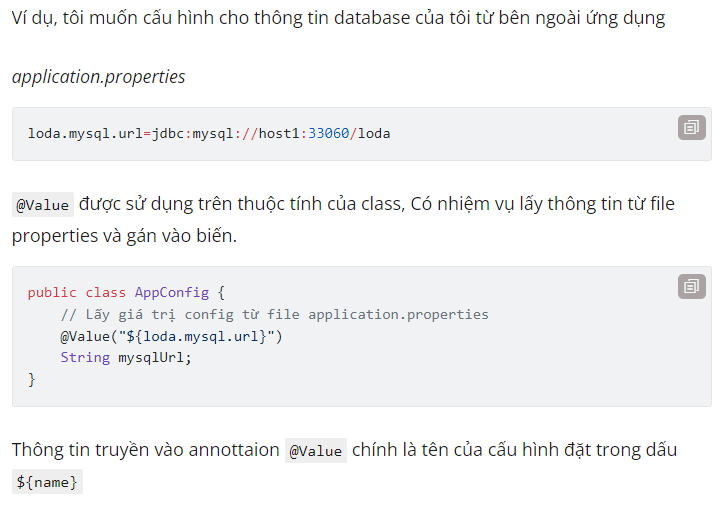 Ví dụ, tôi muốn cấu hình cho thông tin database của tôi từ bên ngoài ứng dụng
application.properties
loda.mysql.url=jdbc:mysql://host1:33060/loda
@Value được sử dụng trên thuộc tính của class, Có nhiệm vụ lấy thông tin từ file
properties và gán vào biến.
public class AppConfig {
    // Lấy giá trị config từ file application.properties
    @Value("${loda.mysql.url}")
    String mysqlUrl;
}
Thông tin truyền vào annottaion @Value chính là tên của cấu hình đặt trong dấu
${name}